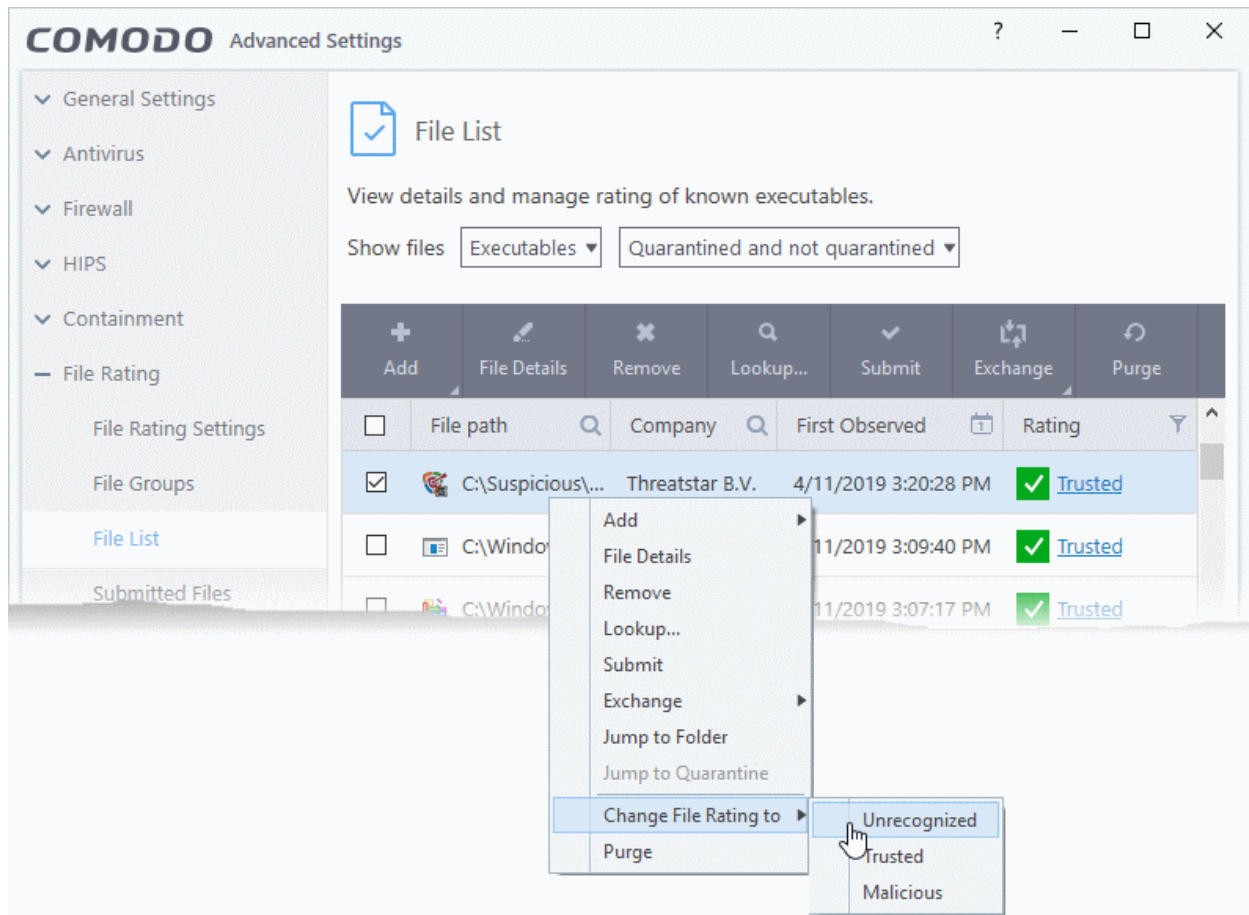 COMODO Advanced Settings ?
General Settings
Antivirus
Firewall
HIPS
Containment
File Rating
File Rating Settings
File Groups
File List
Submitted Files
File List
View details and manage rating of known executables.
Show files Executables Quarantined and not quarantined
Add File Details Remove Lookup... Submit Exchange Purge
File path Company First Observed 1 Rating
C:\Suspicious\... Threatstar B.V. 4/11/2019 3:20:28 PM Trusted
C:\Windo 11/2019 3:09:40 PM Trusted
C:\Windo 11/2019 3:07:17 PM Trusted
Add
File Details
Remove
Lookup...
Submit
Exchange
Jump to Folder
Jump to Quarantine
Change File Rating to
Purge
Unrecognized
Trusted
Malicious